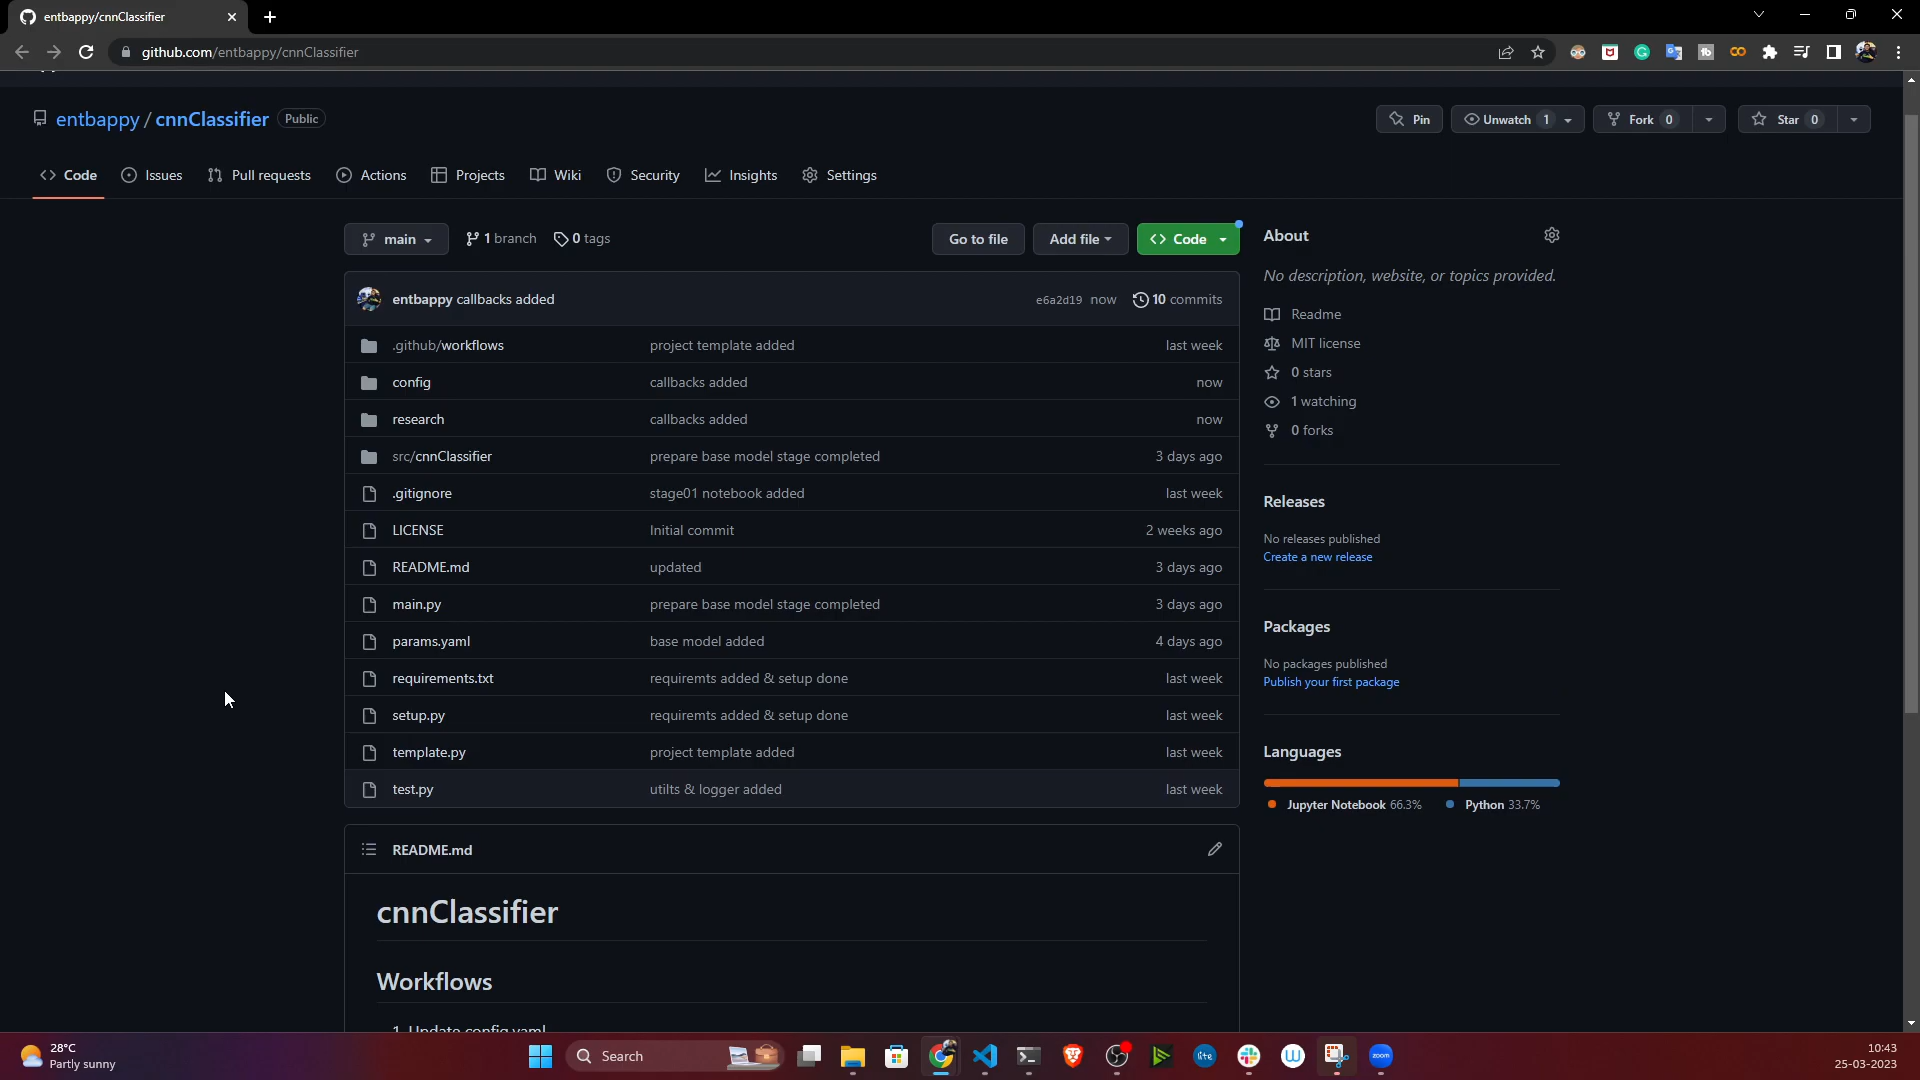 entbappy/cnnClassifier
github.com/entbappy/cnnClassifier
entbappy / cnnClassifier Public
Pin Unwatch 1 Fork 0 Star 0
Code Issues Pull requests Actions Projects Wiki Security Insights Settings
main 1 branch 0 tags Go to file Add file Code
entbappy callbacks added e6a2d19 now 10 commits
.github/workflows project template added last week
config callbacks added now
research callbacks added now
src/cnnClassifier prepare base model stage completed 3 days ago
.gitignore stage01 notebook added last week
LICENSE Initial commit 2 weeks ago
README.md updated 3 days ago
main.py prepare base model stage completed 3 days ago
params.yaml base model added 4 days ago
requirements.txt requiremts added & setup done last week
setup.py requiremts added & setup done last week
template.py project template added last week
test.py utilts & logger added last week
README.md
cnnClassifier
Workflows
1. Update config.yaml
About
No description, website, or topics provided.
Readme
MIT license
0 stars
1 watching
0 forks
Releases
No releases published
Create a new release
Packages
No packages published
Publish your first package
Languages
Jupyter Notebook 66.3% Python 33.7%
28°C
Partly sunny
Search
lite
zoom
10:43
25-03-2023